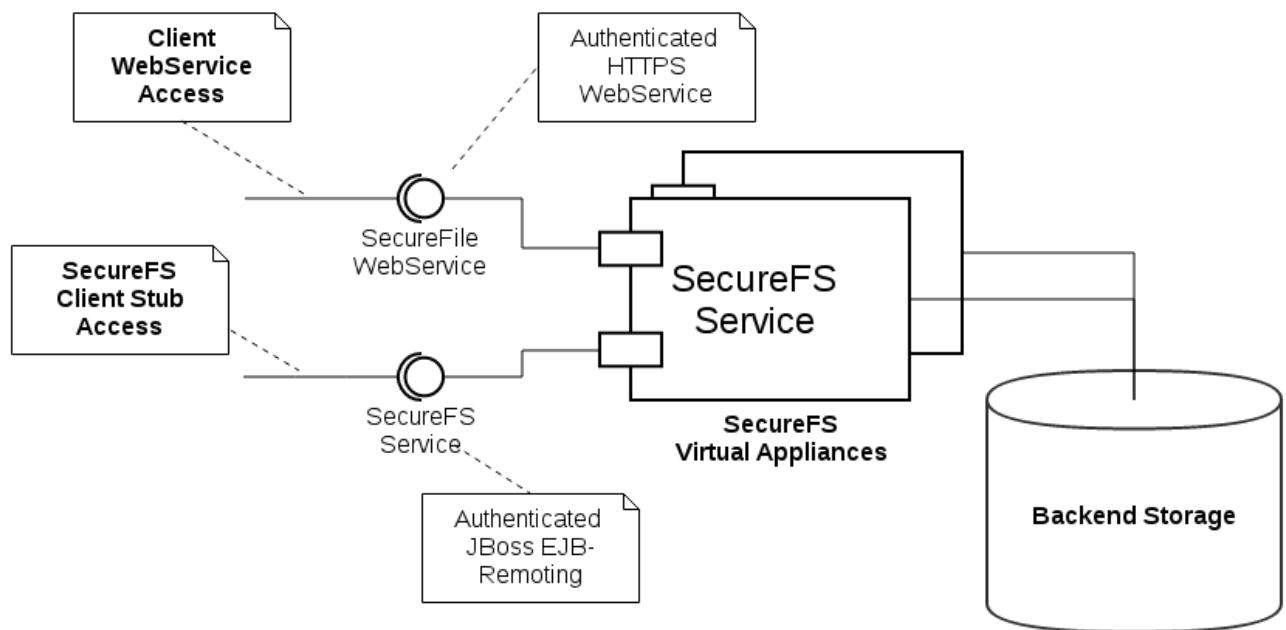 Client
WebService
Access
Authenticated
HTTPS
WebService
SecureFile
WebService
SecureFS
Client Stub
Access
SecureFS
Service
SecureFS
Virtual Appliances
SecureFS
Service
Authenticated
JBoss EJB-
Remoting
Backend Storage